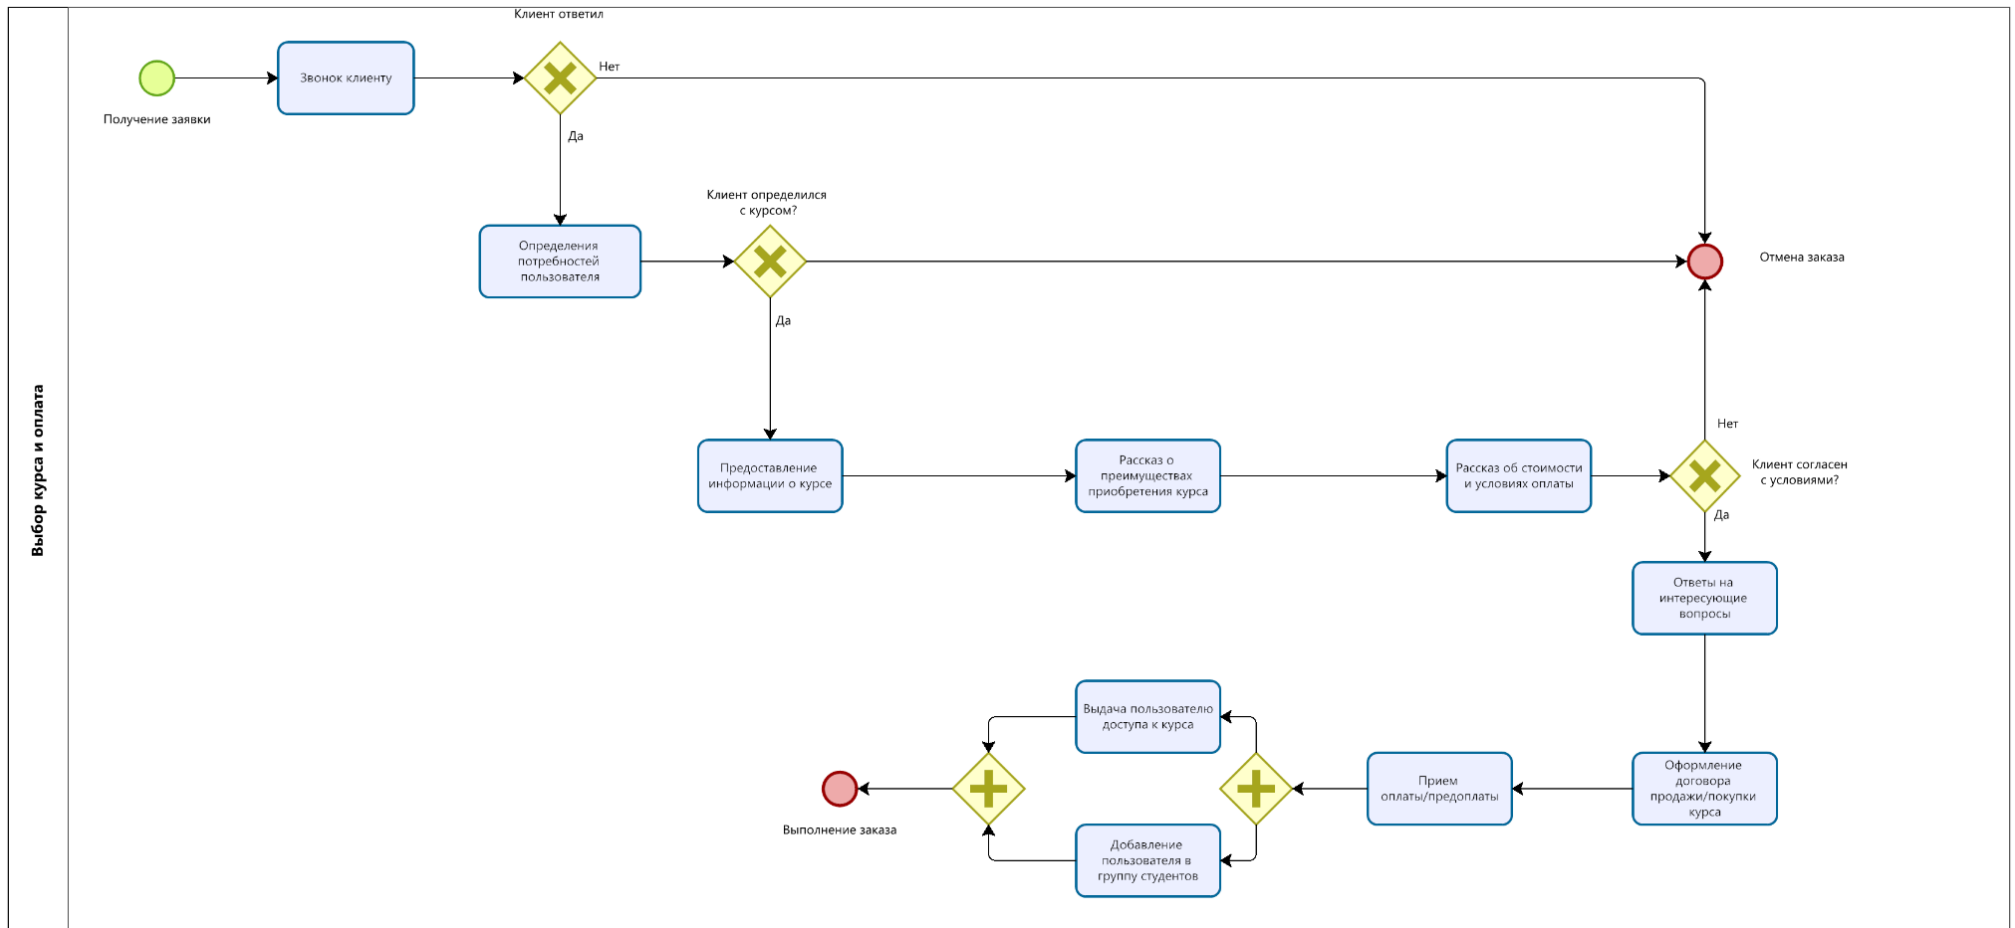 Клиент ответил
Нет
Звонок клиенту
Получение заявки
Да
Клиент определился
с курсом?
Определения
потребностей
пользователя
Отмена заказа
Да
Выбор курса и оплата
Нет
Предоставление
информации о курсе
Рассказ о
преимуществах
приобретения курса
Рассказ об стоимости
и условиях оплаты
Клиент согласен
с условиями?
Да
Ответы на
интересующие
вопросы
Выдача пользователю
доступа к курса
Оформление
договора
продажи/покупки
курса
Прием
оплаты/предоплаты
Выполнение заказа
Добавление
пользователя в
группу студентов